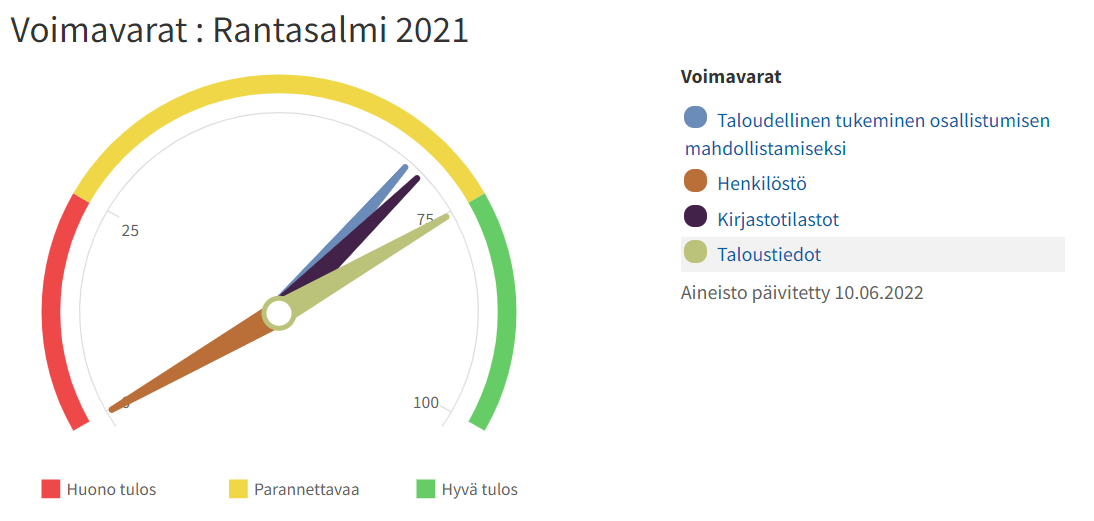 Voimavarat : Rantasalmi 2021
Voimavarat
Taloudellinen tukeminen osallistumisen
mahdollistamiseksi
Henkilöstö
Kirjastotilastot
Taloustiedot
Aineisto päivitetty 10.06.2022
0
25
75
100
Huono tulos
Parannettavaa
Hyvä tulos